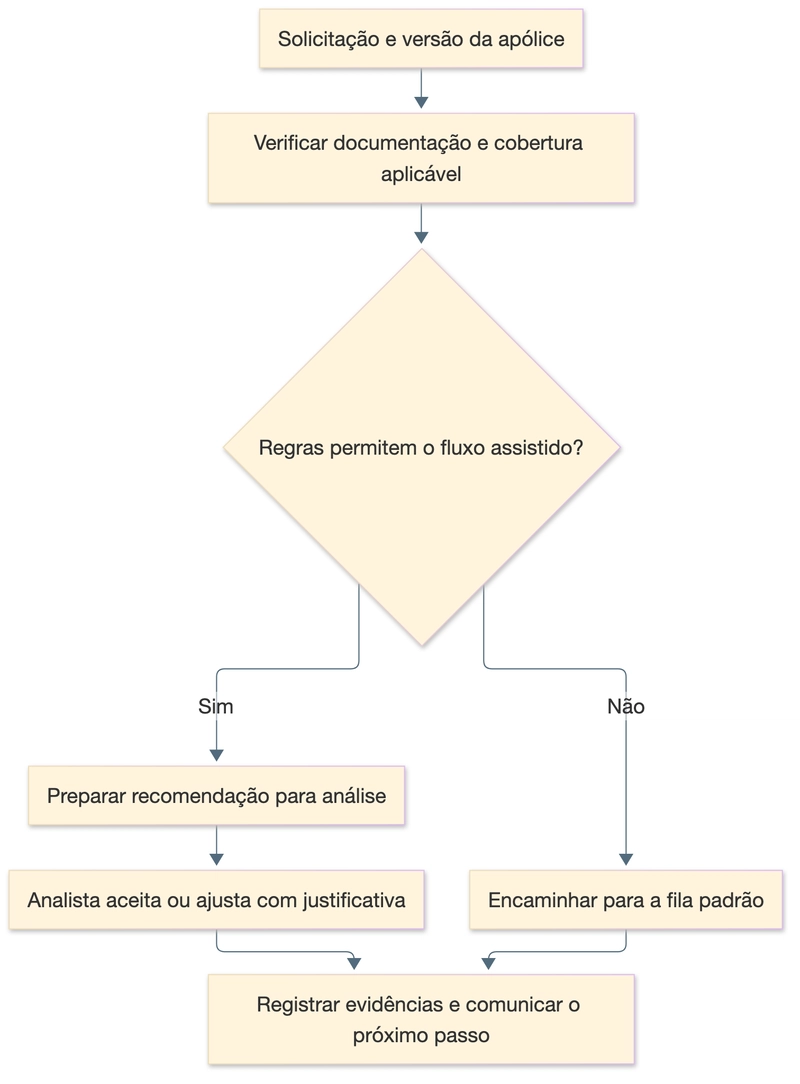 Solicitação e versão da apólice
Verificar documentação e cobertura
aplicável
Regras permitem o fluxo assistido?
Sim
Não
Preparar recomendação para análise
Analista aceita ou ajusta com justificativa
Encaminhar para a fila padrão
Registrar evidências e comunicar o
próximo passo